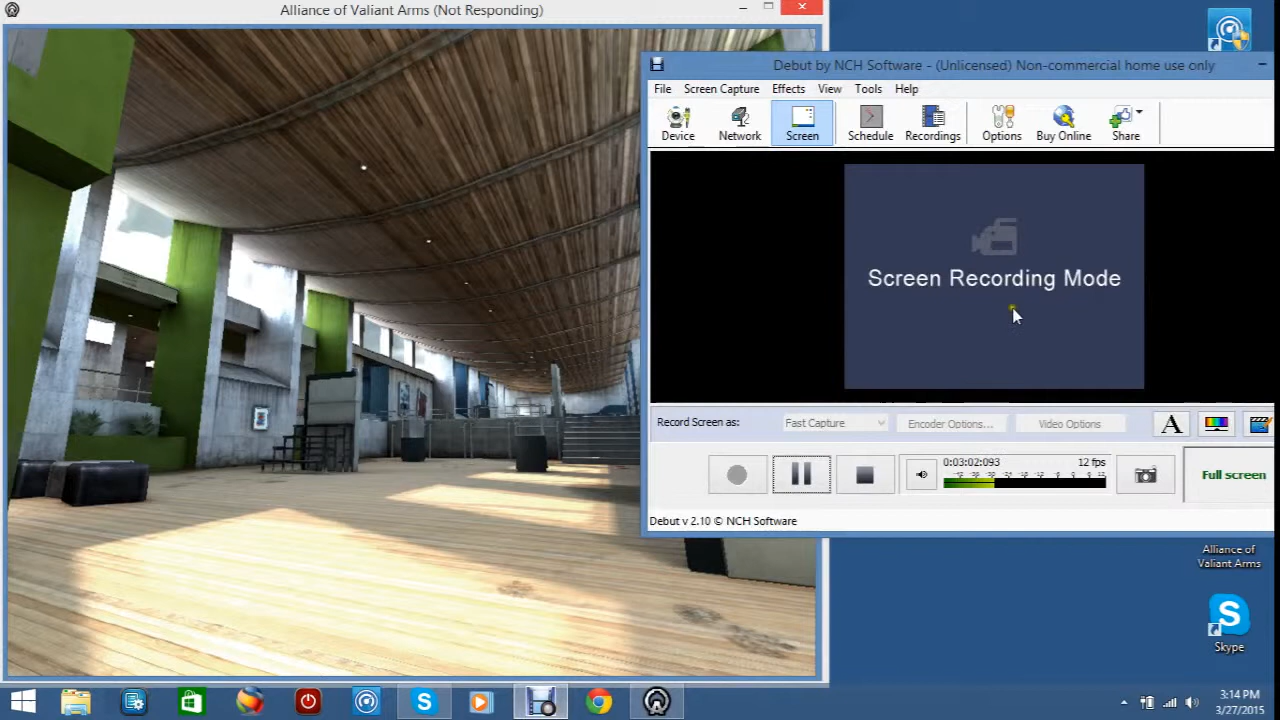 Alliance of Valiant Arms (Not Responding)
Debut by NCH Software - (Unlicensed) Non-commercial home use only
File Screen Capture Effects View Tools Help
Device Network Screen Schedule Recordings Options Buy Online Share
Screen Recording Mode
Record Screen as: Fast Capture Encoder Options... Video Options A
0:03:02:093 12 fps
Full screen
Debut v 2.10 © NCH Software
Alliance of
Valiant Arms
S
Skype
S
3:14 PM
3/27/2015